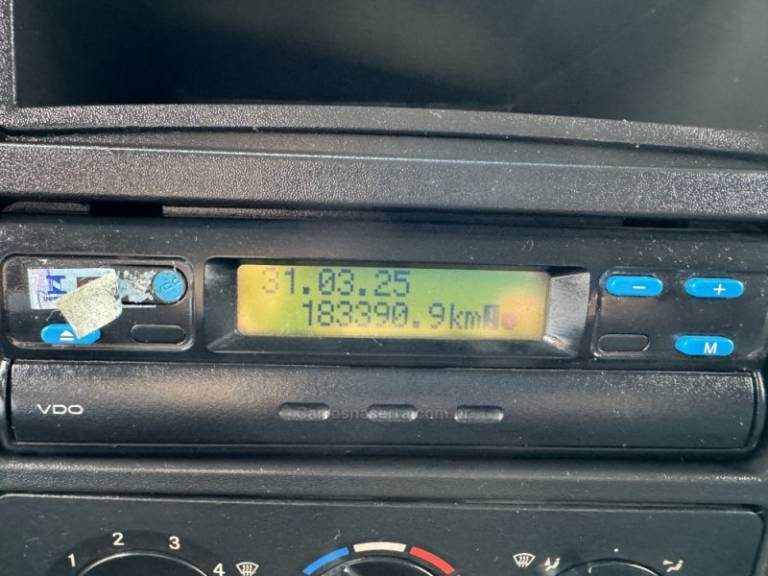 31.03.25
183390.9km
− +
M
VDO
Carrosnaserra.com.br
1 2 3 4